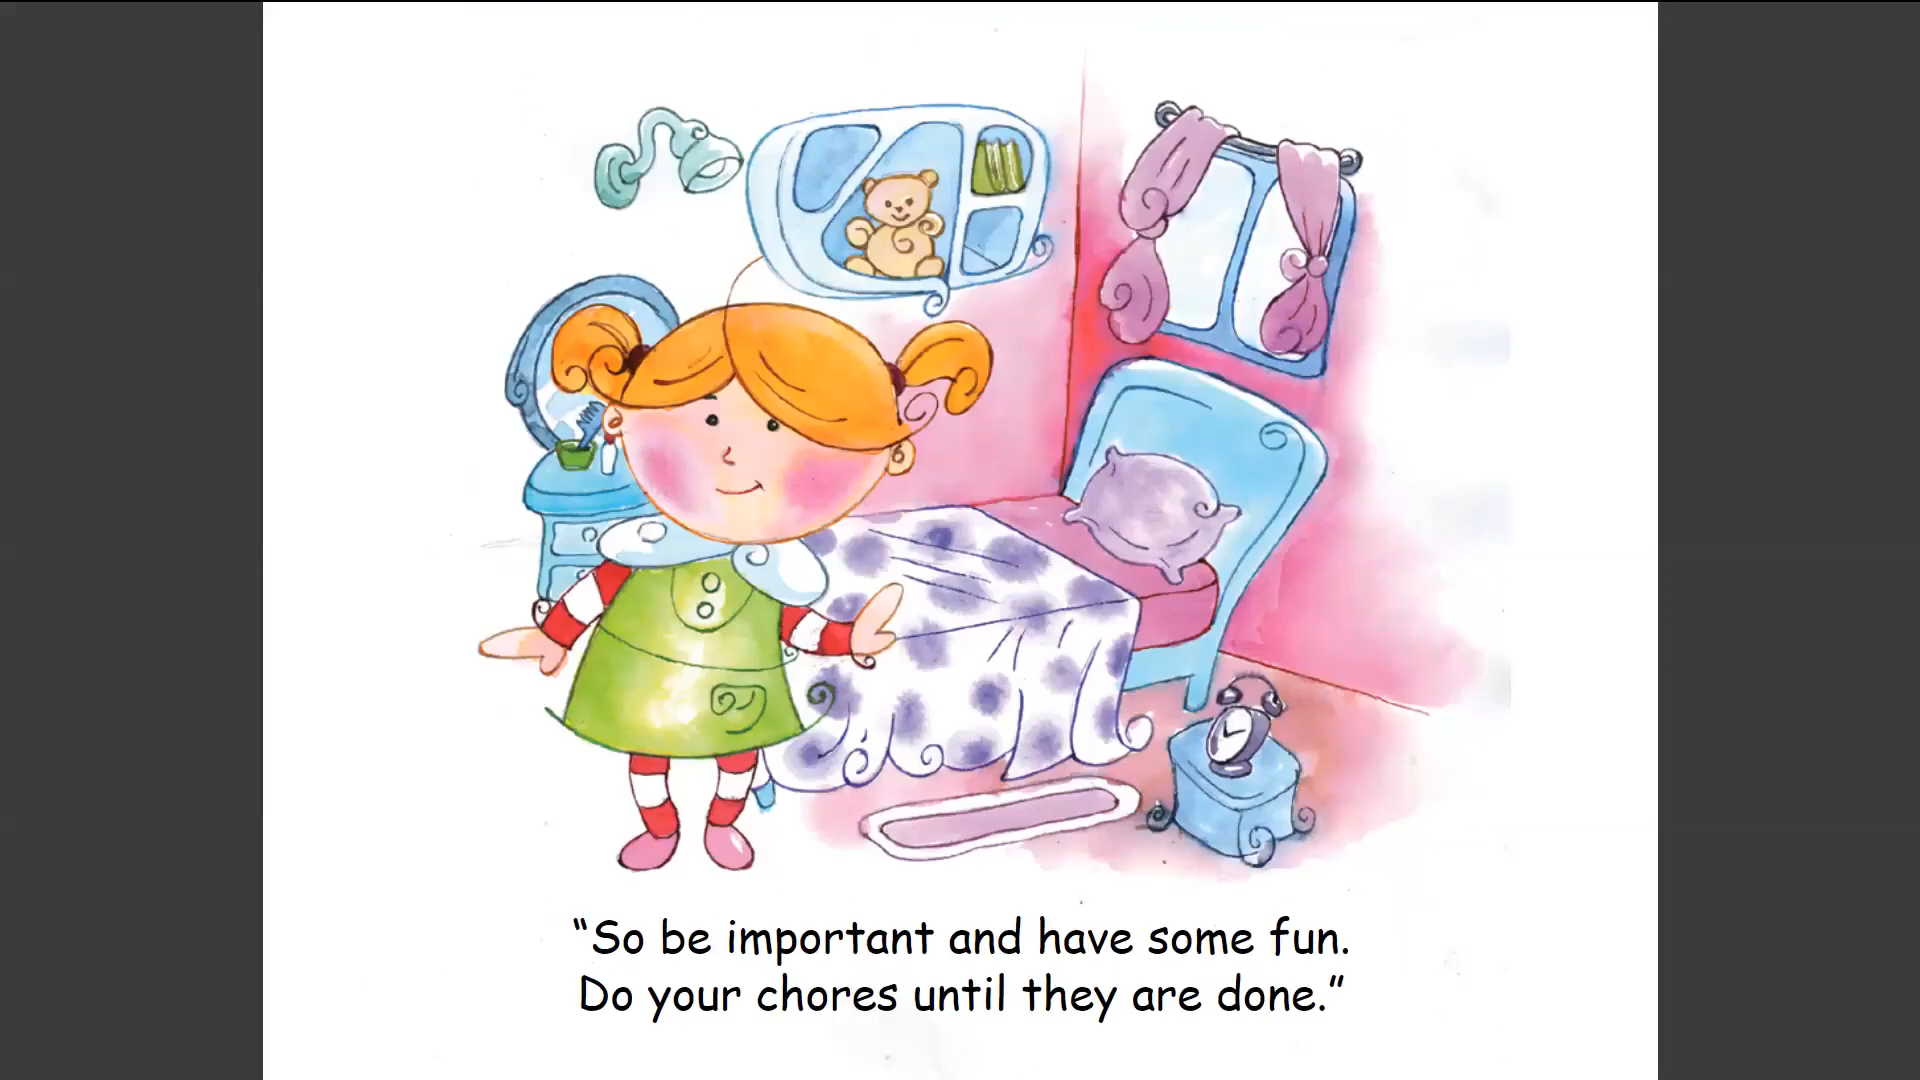 “So be important and have some fun.
Do your chores until they are done.”